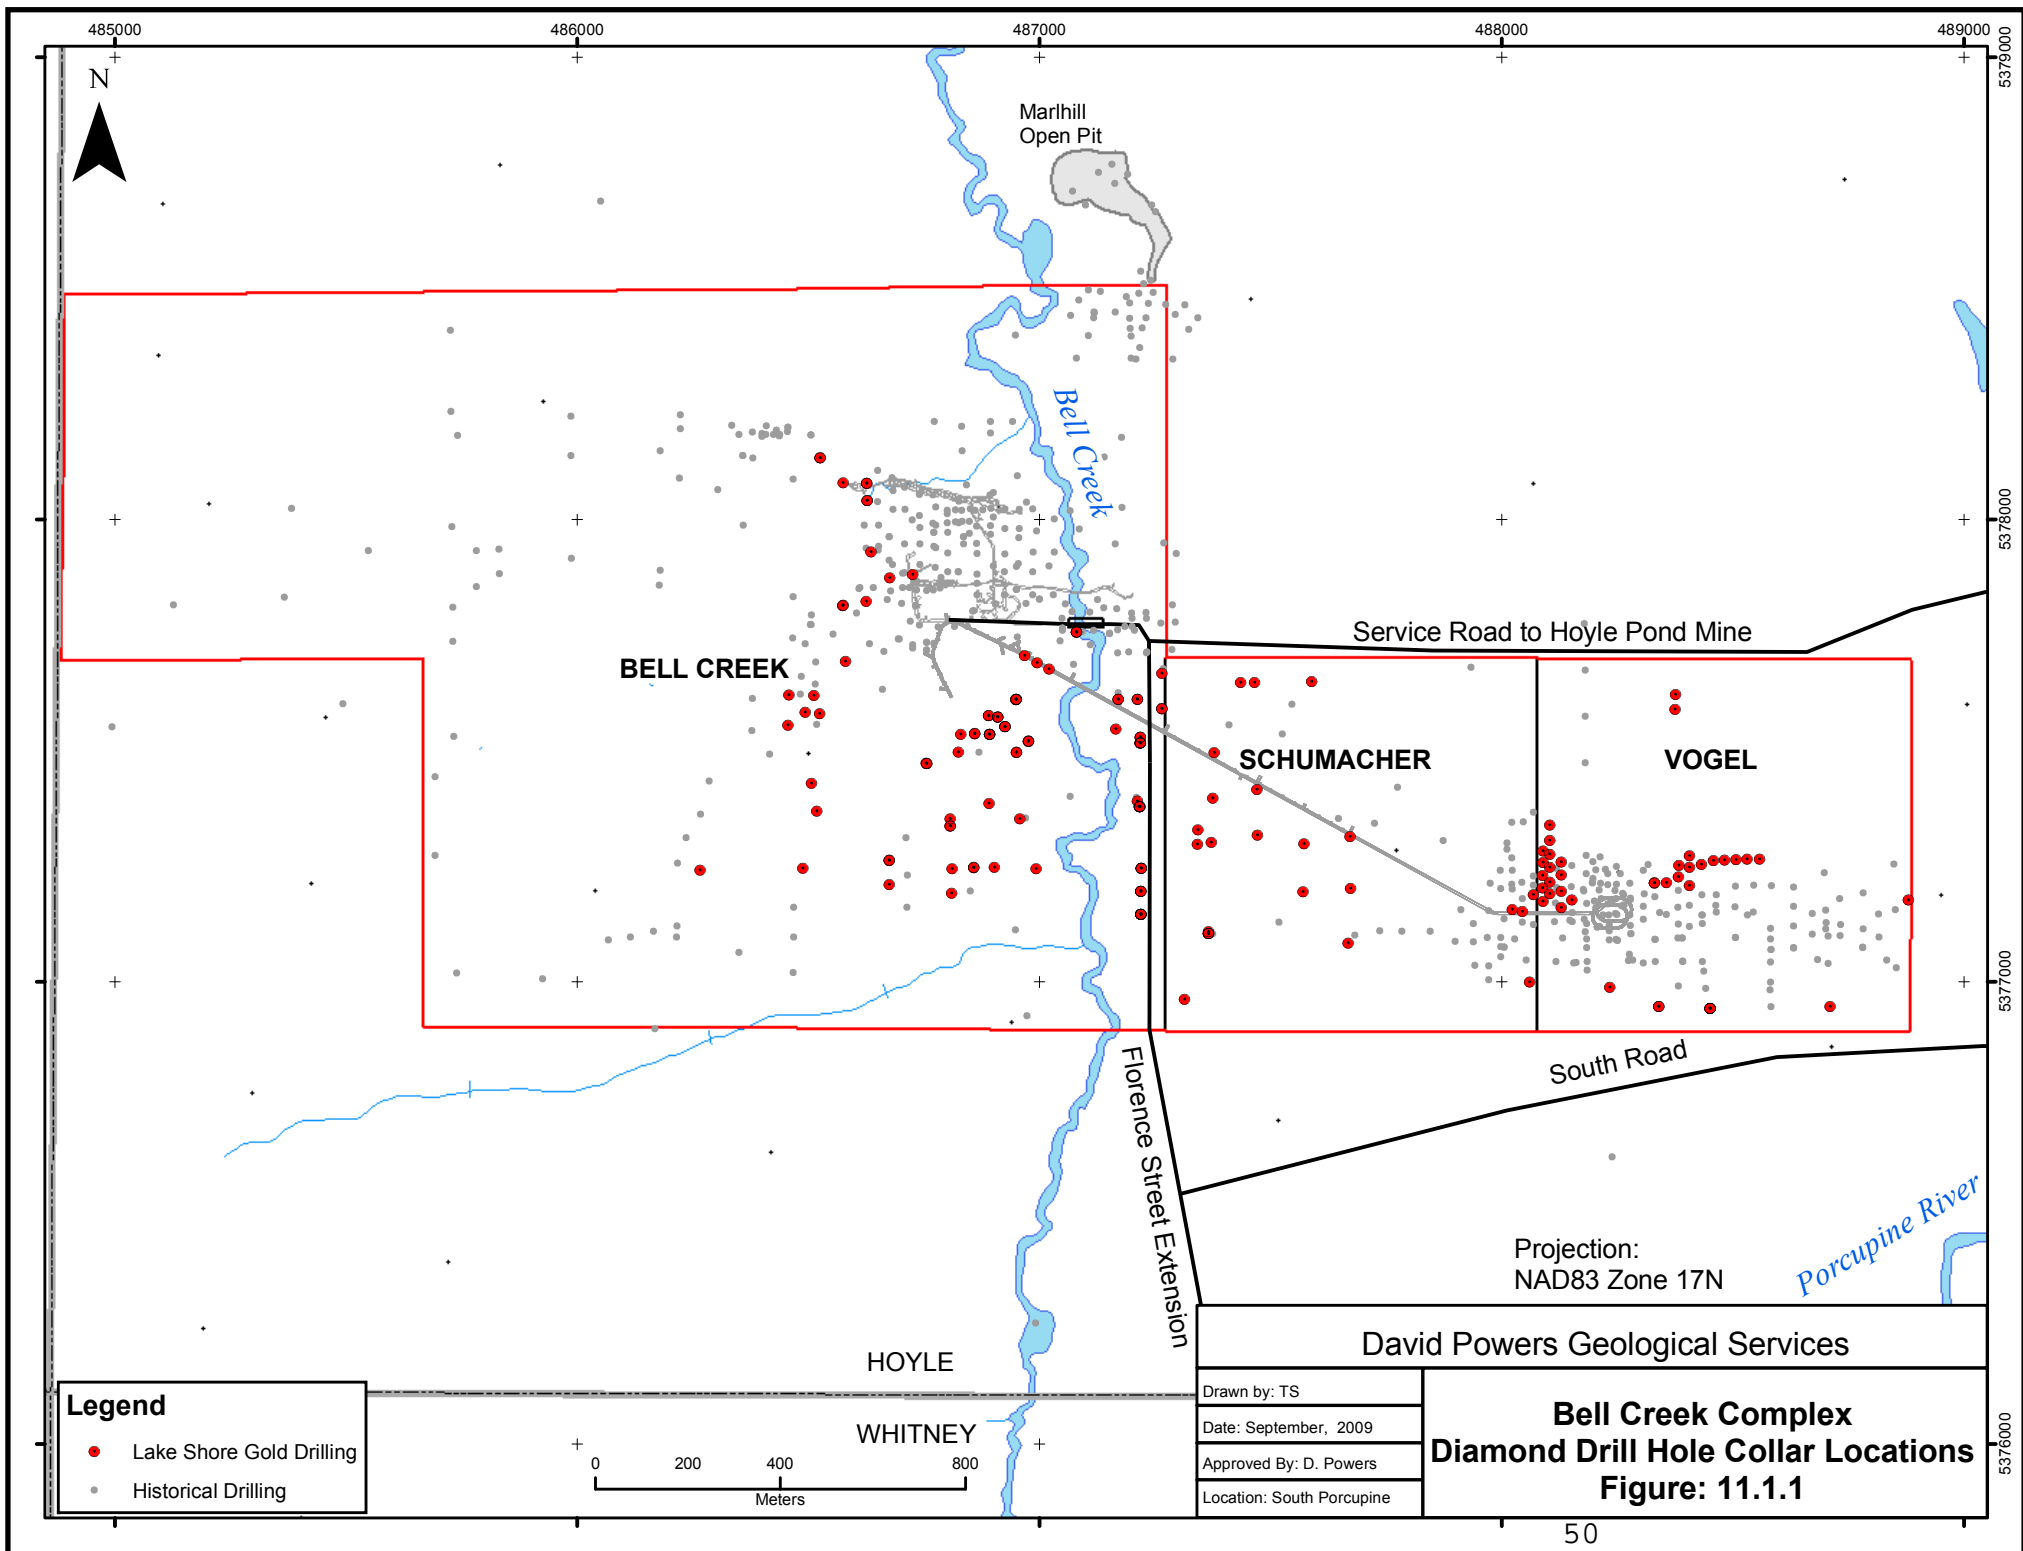 485000
486000
487000
488000
489000
5379000
N
Marlhill
Open Pit
Bell Creek
5378000
Service Road to Hoyle Pond Mine
BELL CREEK
SCHUMACHER
VOGEL
5377000
Florence Street Extension
South Road
Porcupine River
Projection:
NAD83 Zone 17N
HOYLE
WHITNEY
David Powers Geological Services
Drawn by: TS
Date: September, 2009
Approved By: D. Powers
Location: South Porcupine
Bell Creek Complex
Diamond Drill Hole Collar Locations
Figure: 11.1.1
5376000
Legend
Lake Shore Gold Drilling
Historical Drilling
0 200 400 800
Meters
50